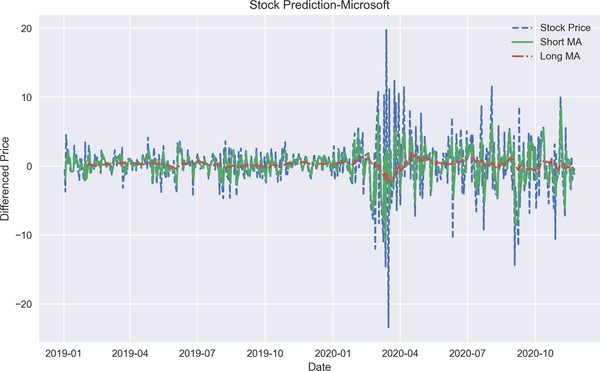 Stock Prediction-Microsoft
Stock Price
Short MA
Long MA
20
10
0
−10
−20
Differenced Price
2019-01 2019-04 2019-07 2019-10 2020-01 2020-04 2020-07 2020-10
Date